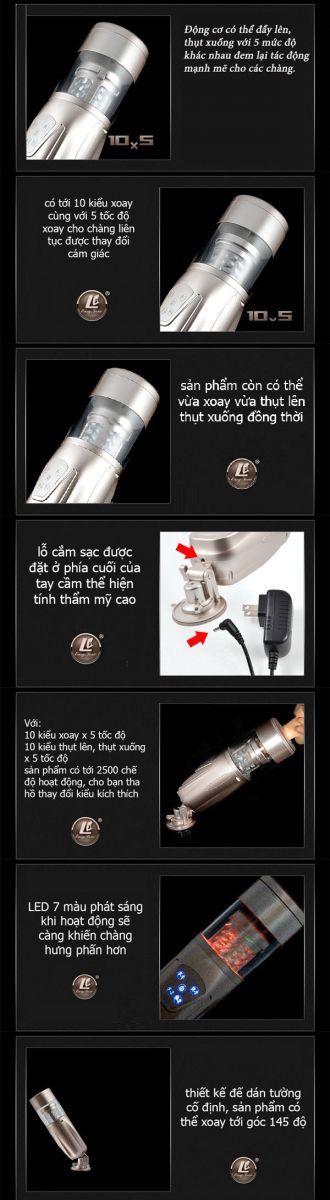 Động cơ có thể đẩy lên,
thụt xuống với 5 mức độ
khác nhau đem lại tác động
mạnh mẽ cho các chàng.
10x5
có tới 10 kiểu xoay
cùng với 5 tốc độ
xoay cho chàng liên
tục được thay đổi
cảm giác
10x5
sản phẩm còn có thể
vừa xoay vừa thụt lên
thụt xuống đồng thời
lỗ cắm sạc được
đặt ở phía cuối của
tay cầm thể hiện
tính thẩm mỹ cao
Với:
10 kiểu xoay x 5 tốc độ
10 kiểu thụt lên, thụt xuống
x 5 tốc độ
sản phẩm có tới 2500 chế
độ hoạt động, cho bạn tha
hồ thay đổi kiểu kích thích
LED 7 màu phát sáng
khi hoạt động sẽ
càng khiến chàng
hưng phấn hơn
thiết kế đế dán tường
cố định, sản phẩm có
thể xoay tới góc 145 độ